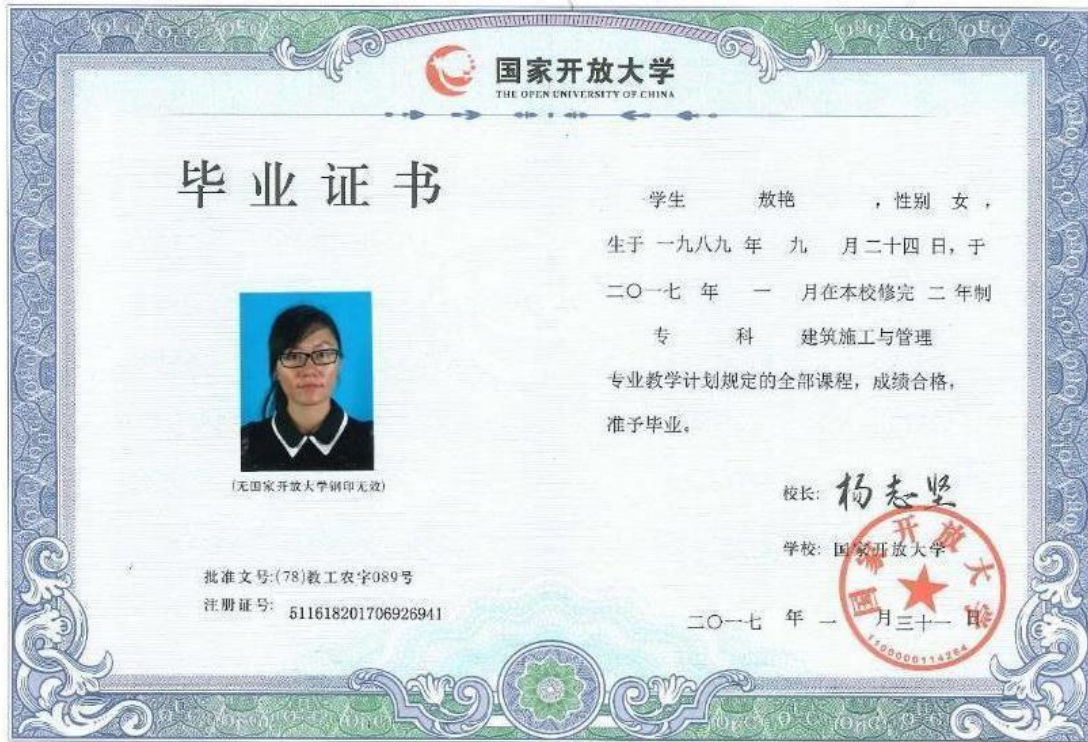 国家开放大学
THE OPEN UNIVERSITY OF CHINA
毕业证书
学生 敖艳 ，性别 女 ，
生于 一九八九 年 九 月二十四 日，于
二〇一七 年 一 月在本校修完 二 年制
专 科 建筑施工与管理
专业教学计划规定的全部课程，成绩合格，
准予毕业。
(无国家开放大学钢印无效)
校长: 杨志坚
学校: 国家开放大学
批准文号:(78)教工农字089号
注册证号: 511618201706926941
二〇一七 年 一 月三十一 日
国家开放大学
1100000114264